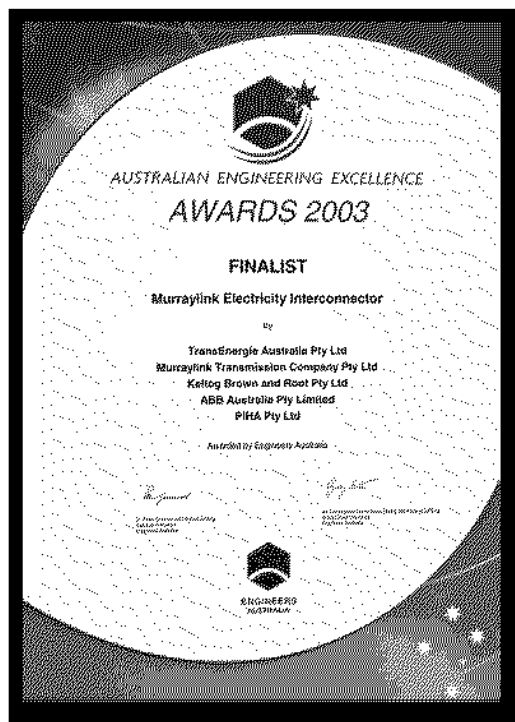 AUSTRALIAN ENGINEERING EXCELLENCE
AWARDS 2003
FINALIST
Murraylink Electricity Interconnector
By
TransEnergie Australia Pty Ltd
Murraylink Transmission Company Pty Ltd
Kellog Brown and Root Pty Ltd
ABB Australia Pty Limited
PIHA Pty Ltd
Awarded by Engineers Australia
ENGINEERS
AUSTRALIA